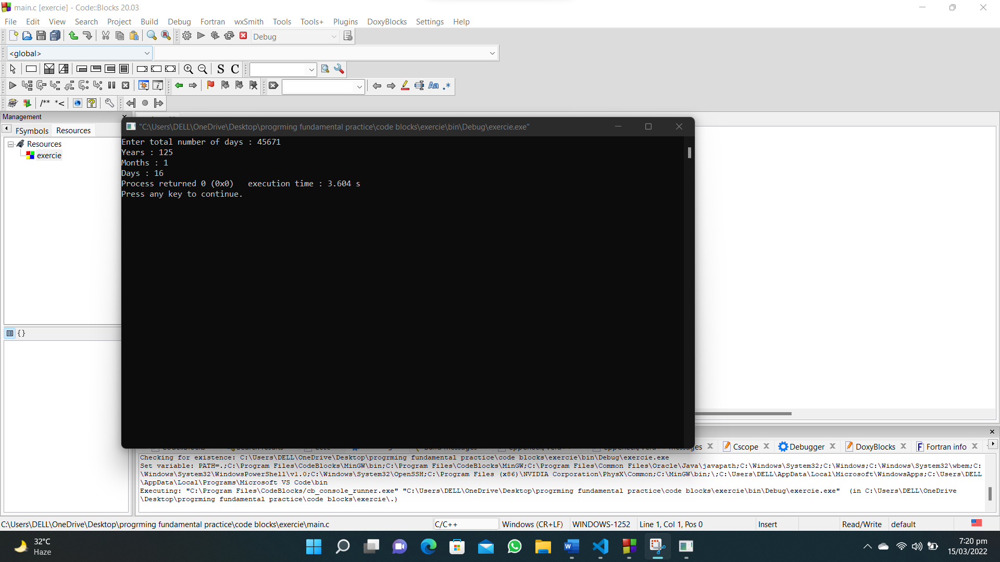 main.c [exercie] - Code::Blocks 20.03
File Edit View Search Project Build Debug Fortran wxSmith Tools Tools+ Plugins DoxyBlocks Settings Help
Debug
<global>
S C
Aa .*
/** *<
Management
FSymbols Resources
Resources
exercie
{}
"C:\Users\DELL\OneDrive\Desktop\progrming fundamental practice\code blocks\exercie\bin\Debug\exercie.exe"
Enter total number of days : 45671
Years : 125
Months : 1
Days : 16
Process returned 0 (0x0) execution time : 3.604 s
Press any key to continue.
Cscope Debugger DoxyBlocks Fortran info
Checking for existence: C:\Users\DELL\OneDrive\Desktop\progrming fundamental practice\code blocks\exercie\bin\Debug\exercie.exe
Set variable: PATH=.;C:\Program Files\CodeBlocks\MinGW\bin;C:\Program Files\CodeBlocks\MinGW;C:\Program Files\Common Files\Oracle\Java\javapath;C:\Windows\System32;C:\Windows;C:\Windows\System32\wbem;C:
\Windows\System32\WindowsPowerShell\v1.0;C:\Windows\System32\OpenSSH;C:\Program Files (x86)\NVIDIA Corporation\PhysX\Common;C:\MinGW\bin;\;C:\Users\DELL\AppData\Local\Microsoft\WindowsApps;C:\Users\DELL
\AppData\Local\Programs\Microsoft VS Code\bin
Executing: "C:\Program Files\CodeBlocks/cb_console_runner.exe" "C:\Users\DELL\OneDrive\Desktop\progrming fundamental practice\code blocks\exercie\bin\Debug\exercie.exe" (in C:\Users\DELL\OneDrive
\Desktop\progrming fundamental practice\code blocks\exercie\.)
C:\Users\DELL\OneDrive\Desktop\progrming fundamental practice\code blocks\exercie\main.c C/C++ Windows (CR+LF) WINDOWS-1252 Line 1, Col 1, Pos 0 Insert Read/Write default
32°C
Haze
7:20 pm
15/03/2022